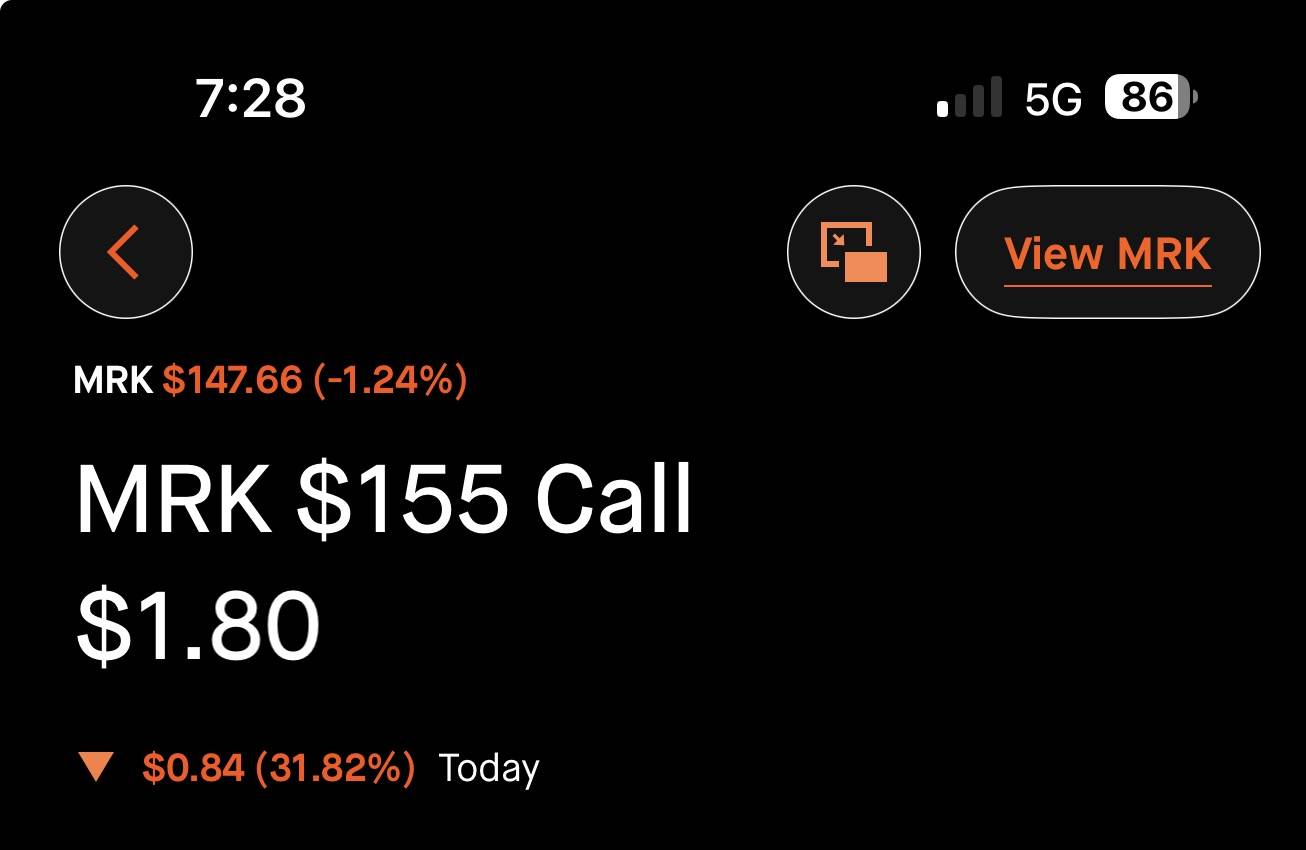 7:28 5G 86
View MRK
MRK $147.66 (-1.24%)
MRK $155 Call
$1.80
▼ $0.84 (31.82%) Today